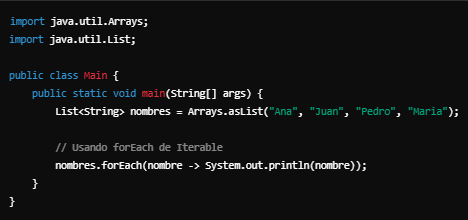 import java.util.Arrays;
import java.util.List;

public class Main {
    public static void main(String[] args) {
        List<String> nombres = Arrays.asList("Ana", "Juan", "Pedro", "Maria");

        // Usando forEach de Iterable
        nombres.forEach(nombre -> System.out.println(nombre));
    }
}